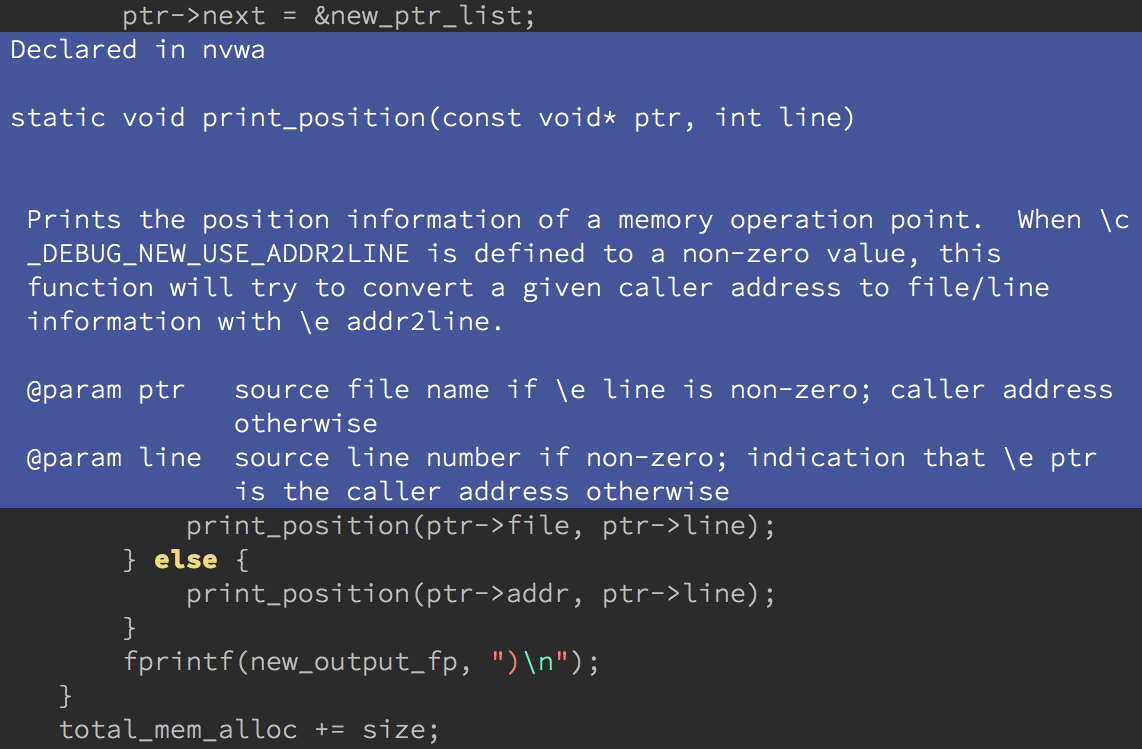 ptr->next = &new_ptr_list;
Declared in nvwa
static void print_position(const void* ptr, int line)
Prints the position information of a memory operation point.  When \c
_DEBUG_NEW_USE_ADDR2LINE is defined to a non-zero value, this
function will try to convert a given caller address to file/line
information with \e addr2line.
@param ptr   source file name if \e line is non-zero; caller address
otherwise
@param line  source line number if non-zero; indication that \e ptr
is the caller address otherwise
print_position(ptr->file, ptr->line);
} else {
print_position(ptr->addr, ptr->line);
}
fprintf(new_output_fp, ")\n");
}
total_mem_alloc += size;